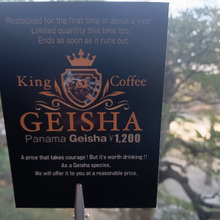 Restocked for the first time in about a year
Limited quantity this time too!
Ends as soon as it runs out
King Coffee
GEISHA
Panama Geisha ¥1,200
A price that takes courage! But it's worth drinking!!
As a Geisha species,
We will offer it to you at a reasonable price.